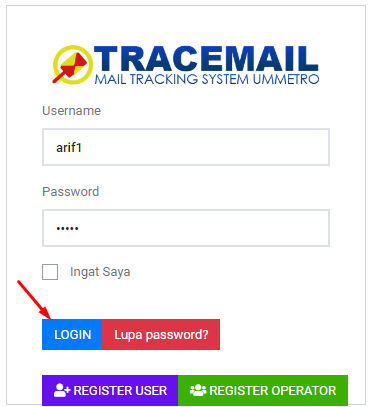 TRACEMAIL
MAIL TRACKING SYSTEM UMMETRO
Username
arif1
Password
•••••
Ingat Saya
LOGIN Lupa password?
REGISTER USER REGISTER OPERATOR